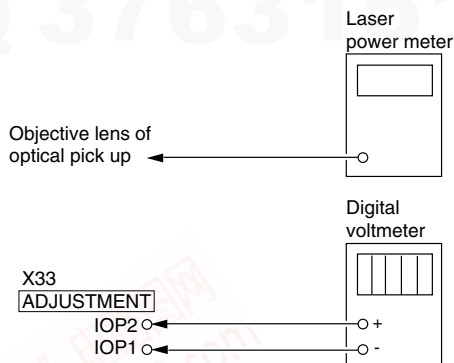 Laser
power meter
Objective lens of
optical pick up
Digital
voltmeter
X33
ADJUSTMENT
IOP2
+
IOP1
-